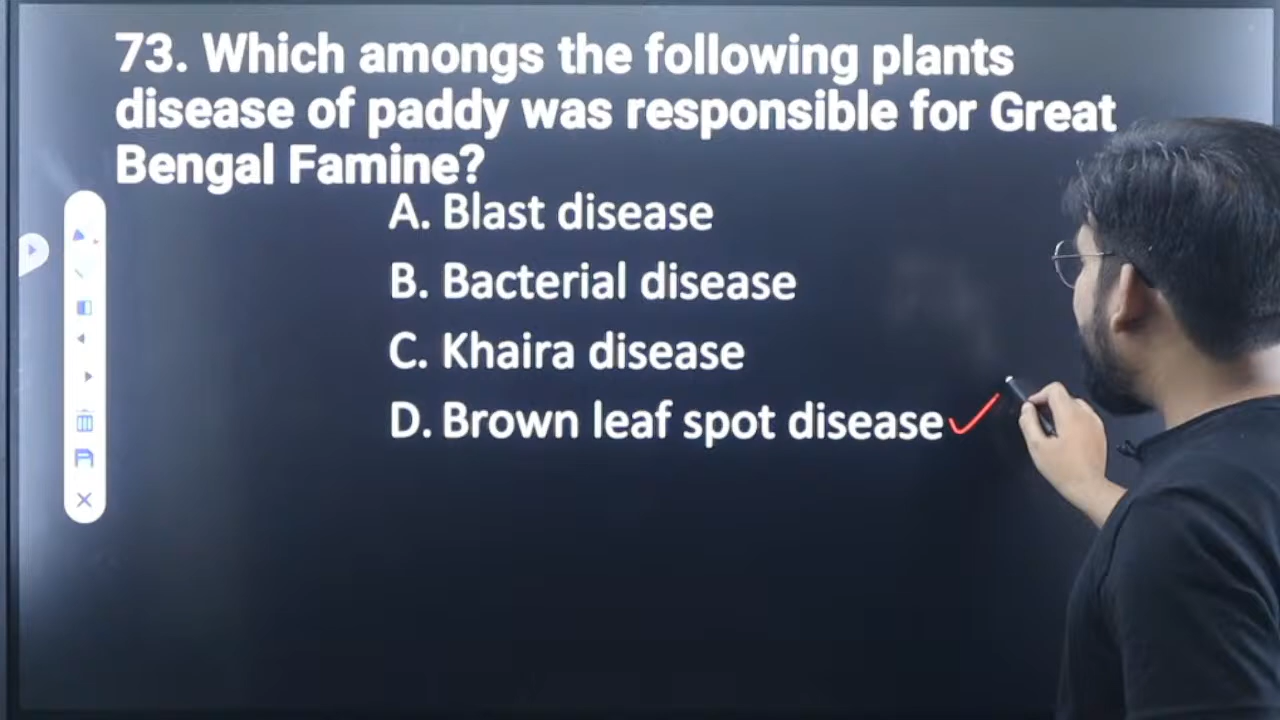 73. Which amongs the following plants
disease of paddy was responsible for Great
Bengal Famine?
A. Blast disease
B. Bacterial disease
C. Khaira disease
D. Brown leaf spot disease